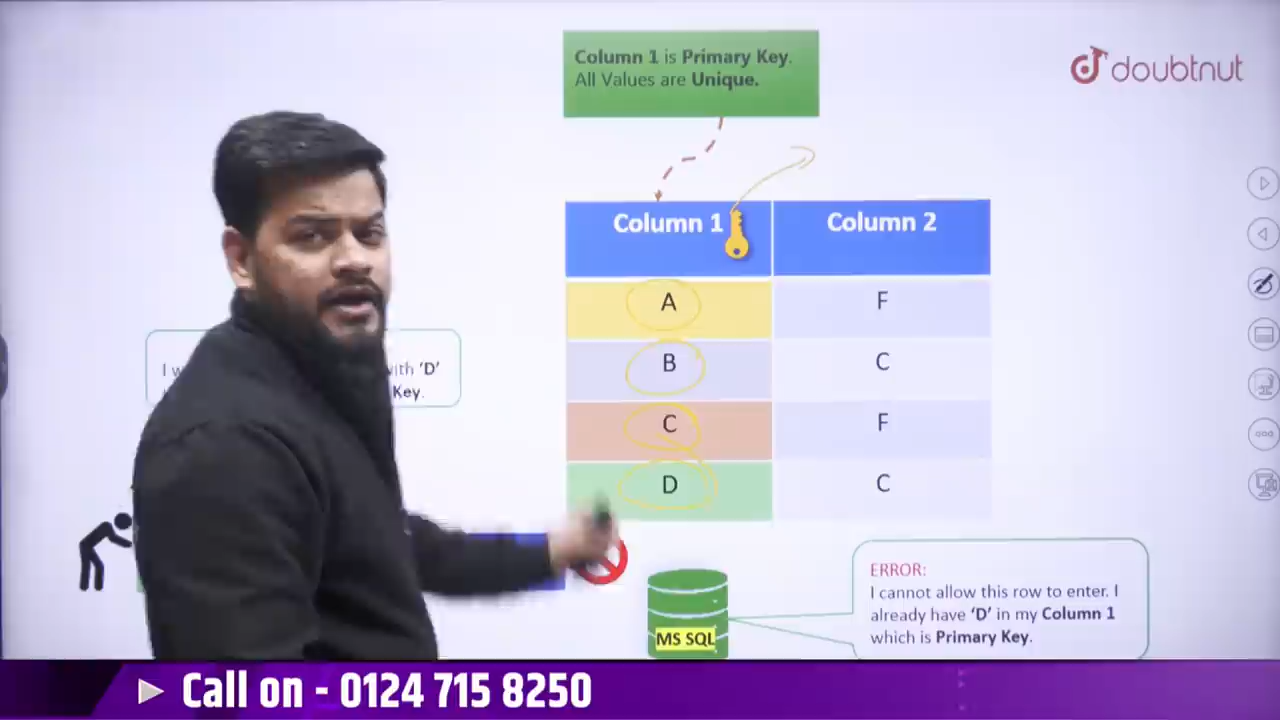 Column 1 is Primary Key.
All Values are Unique.
doubtnut
Column 1
Column 2
A
F
B
C
C
F
D
C
I
with ‘D’
Key.
MS SQL
ERROR:
I cannot allow this row to enter. I
already have ‘D’ in my Column 1
which is Primary Key.
Call on - 0124 715 8250